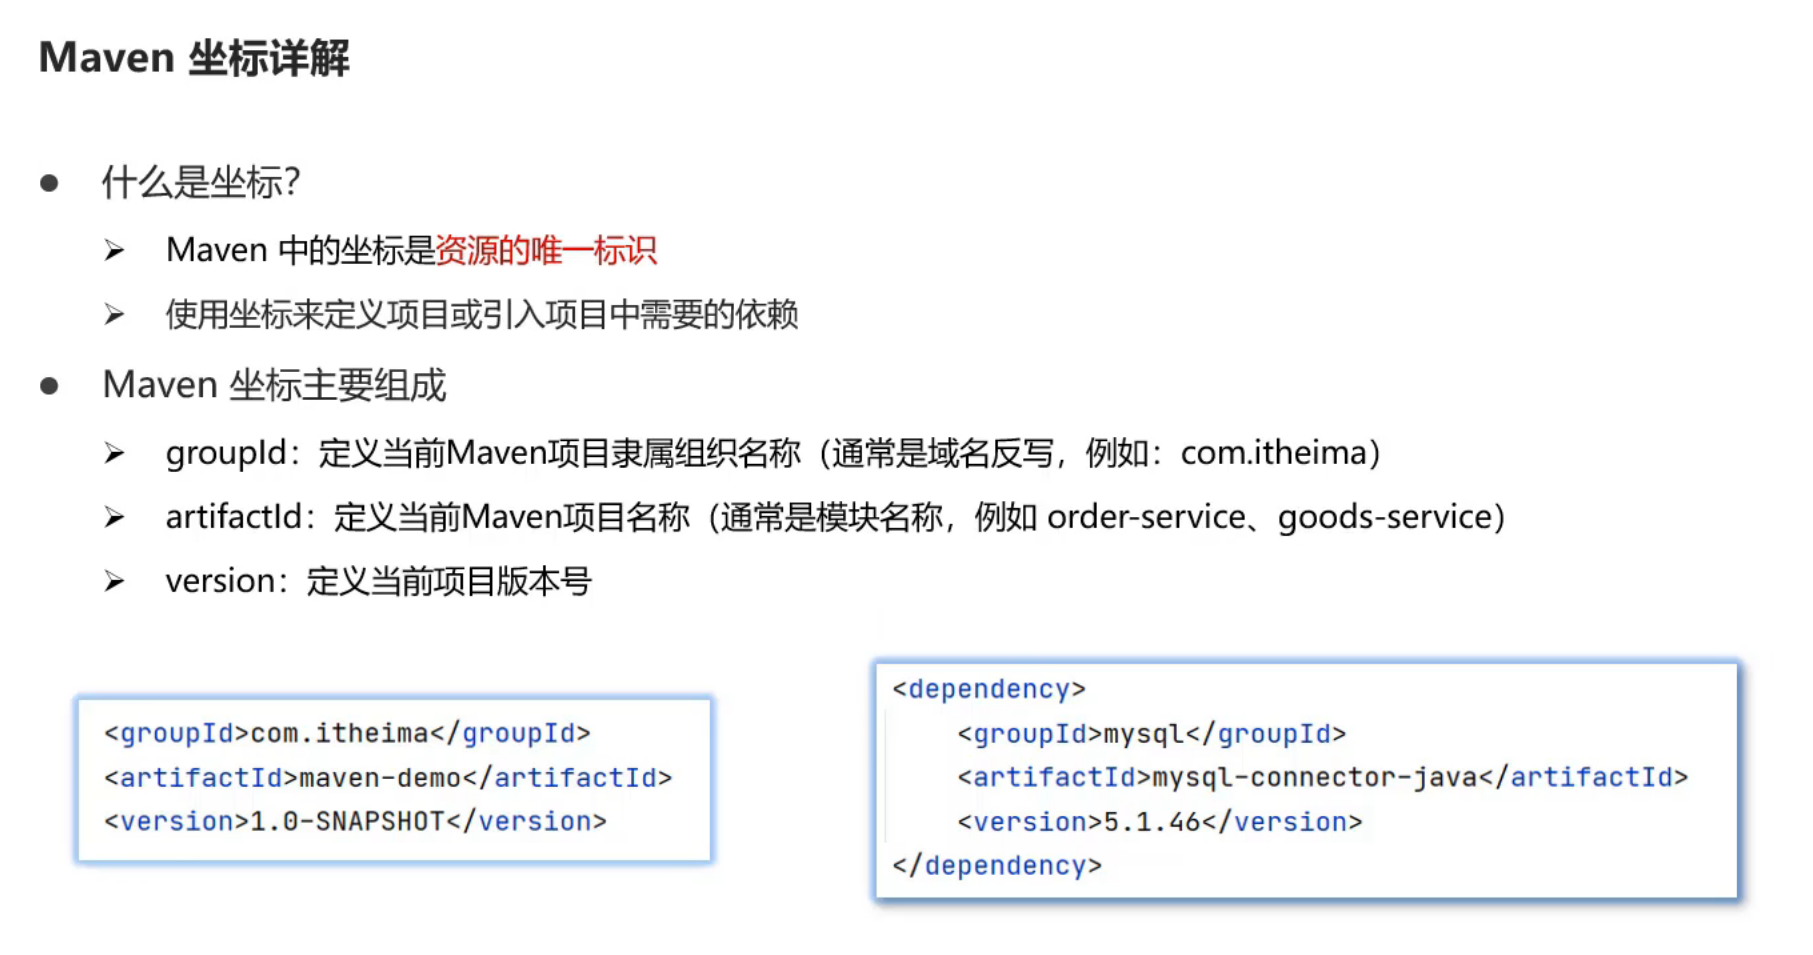 Maven 坐标详解
● 什么是坐标？
➢ Maven 中的坐标是资源的唯一标识
➢ 使用坐标来定义项目或引入项目中需要的依赖
● Maven 坐标主要组成
➢ groupId：定义当前Maven项目隶属组织名称（通常是域名反写，例如：com.itheima）
➢ artifactId：定义当前Maven项目名称（通常是模块名称，例如 order-service、goods-service）
➢ version：定义当前项目版本号
<groupId>com.itheima</groupId>
<artifactId>maven-demo</artifactId>
<version>1.0-SNAPSHOT</version>
<dependency>
    <groupId>mysql</groupId>
    <artifactId>mysql-connector-java</artifactId>
    <version>5.1.46</version>
</dependency>